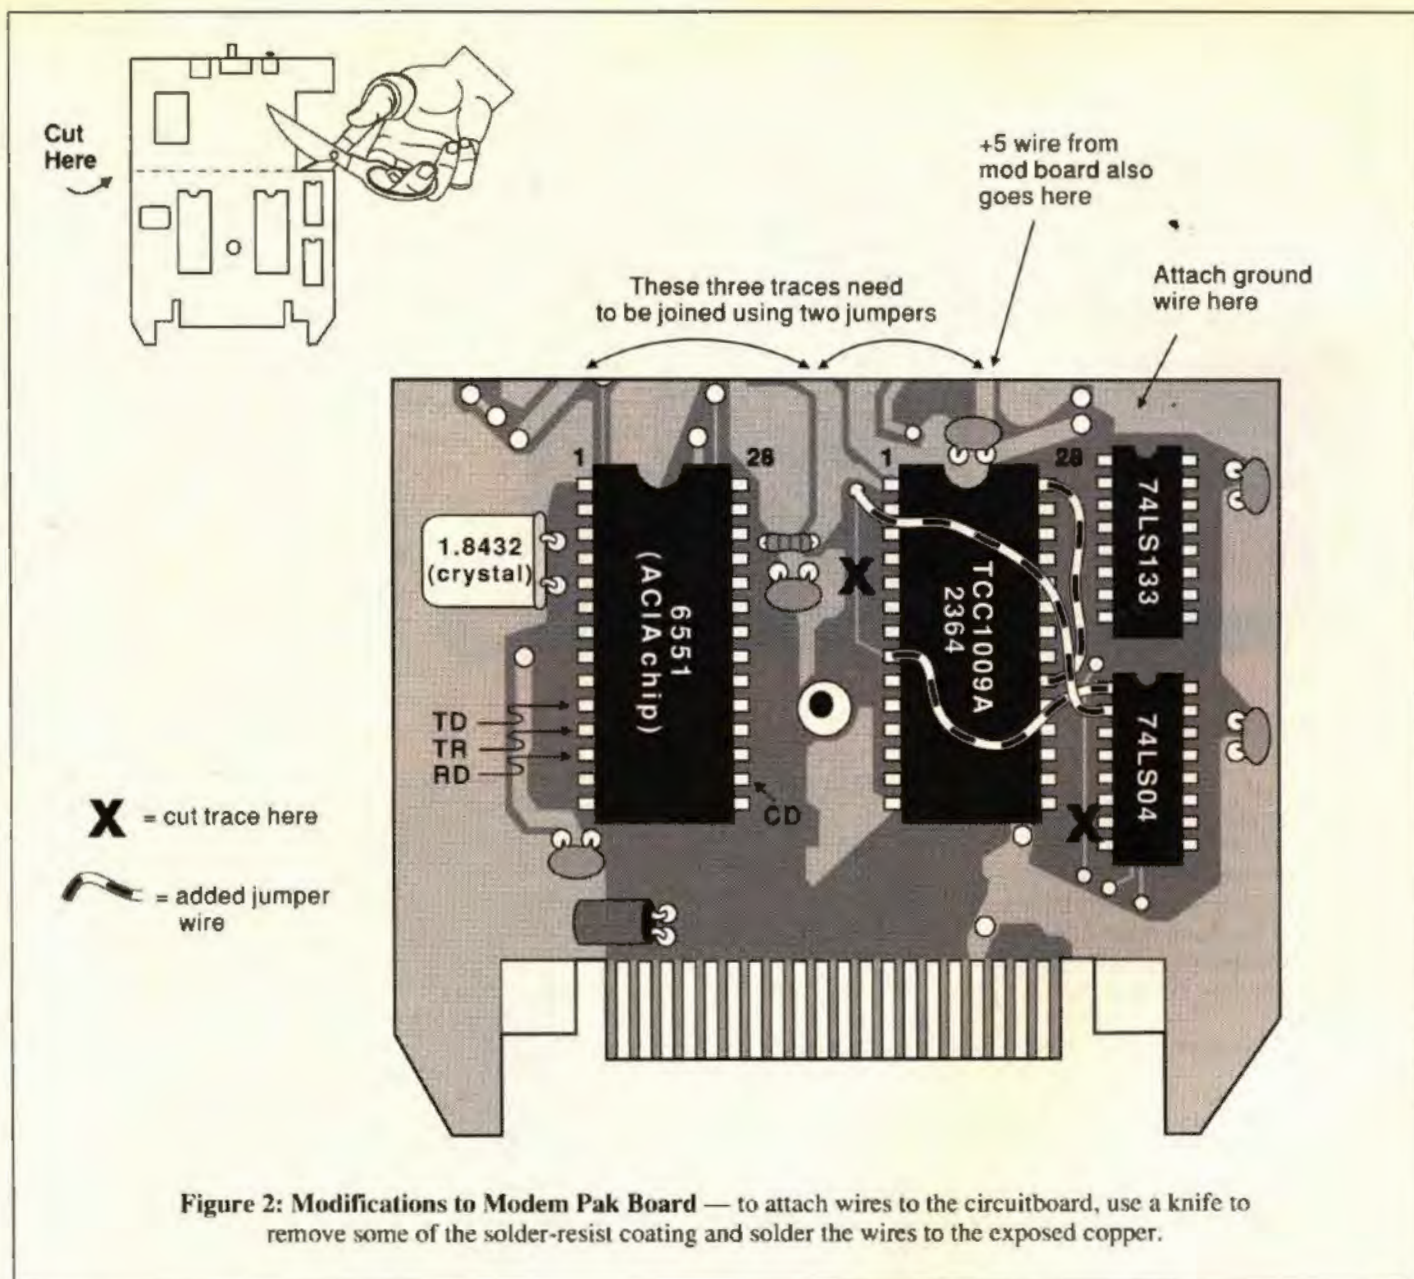 Cut
Here
+5 wire from
mod board also
goes here
These three traces need
to be joined using two jumpers
Attach ground
wire here
1
28
1
28
1.8432
(crystal)
6551
(ACIAchip)
TCC1009A
2364
74LS133
74LS04
TD
TR
RD
CD
X = cut trace here
= added jumper
wire
X
X
Figure 2: Modifications to Modem Pak Board — to attach wires to the circuitboard, use a knife to
remove some of the solder-resist coating and solder the wires to the exposed copper.